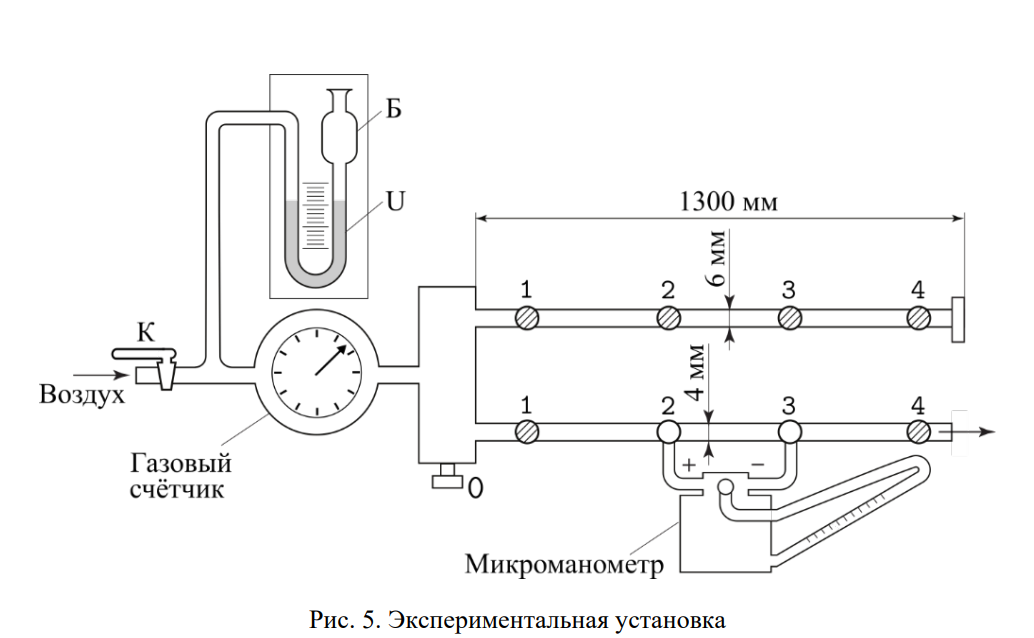 Б
U
1300 мм
6 мм
1 2 3 4
К
Воздух
4 мм
1 2 3 4
+ −
Газовый
счётчик
О
Микроманометр
Рис. 5. Экспериментальная установка